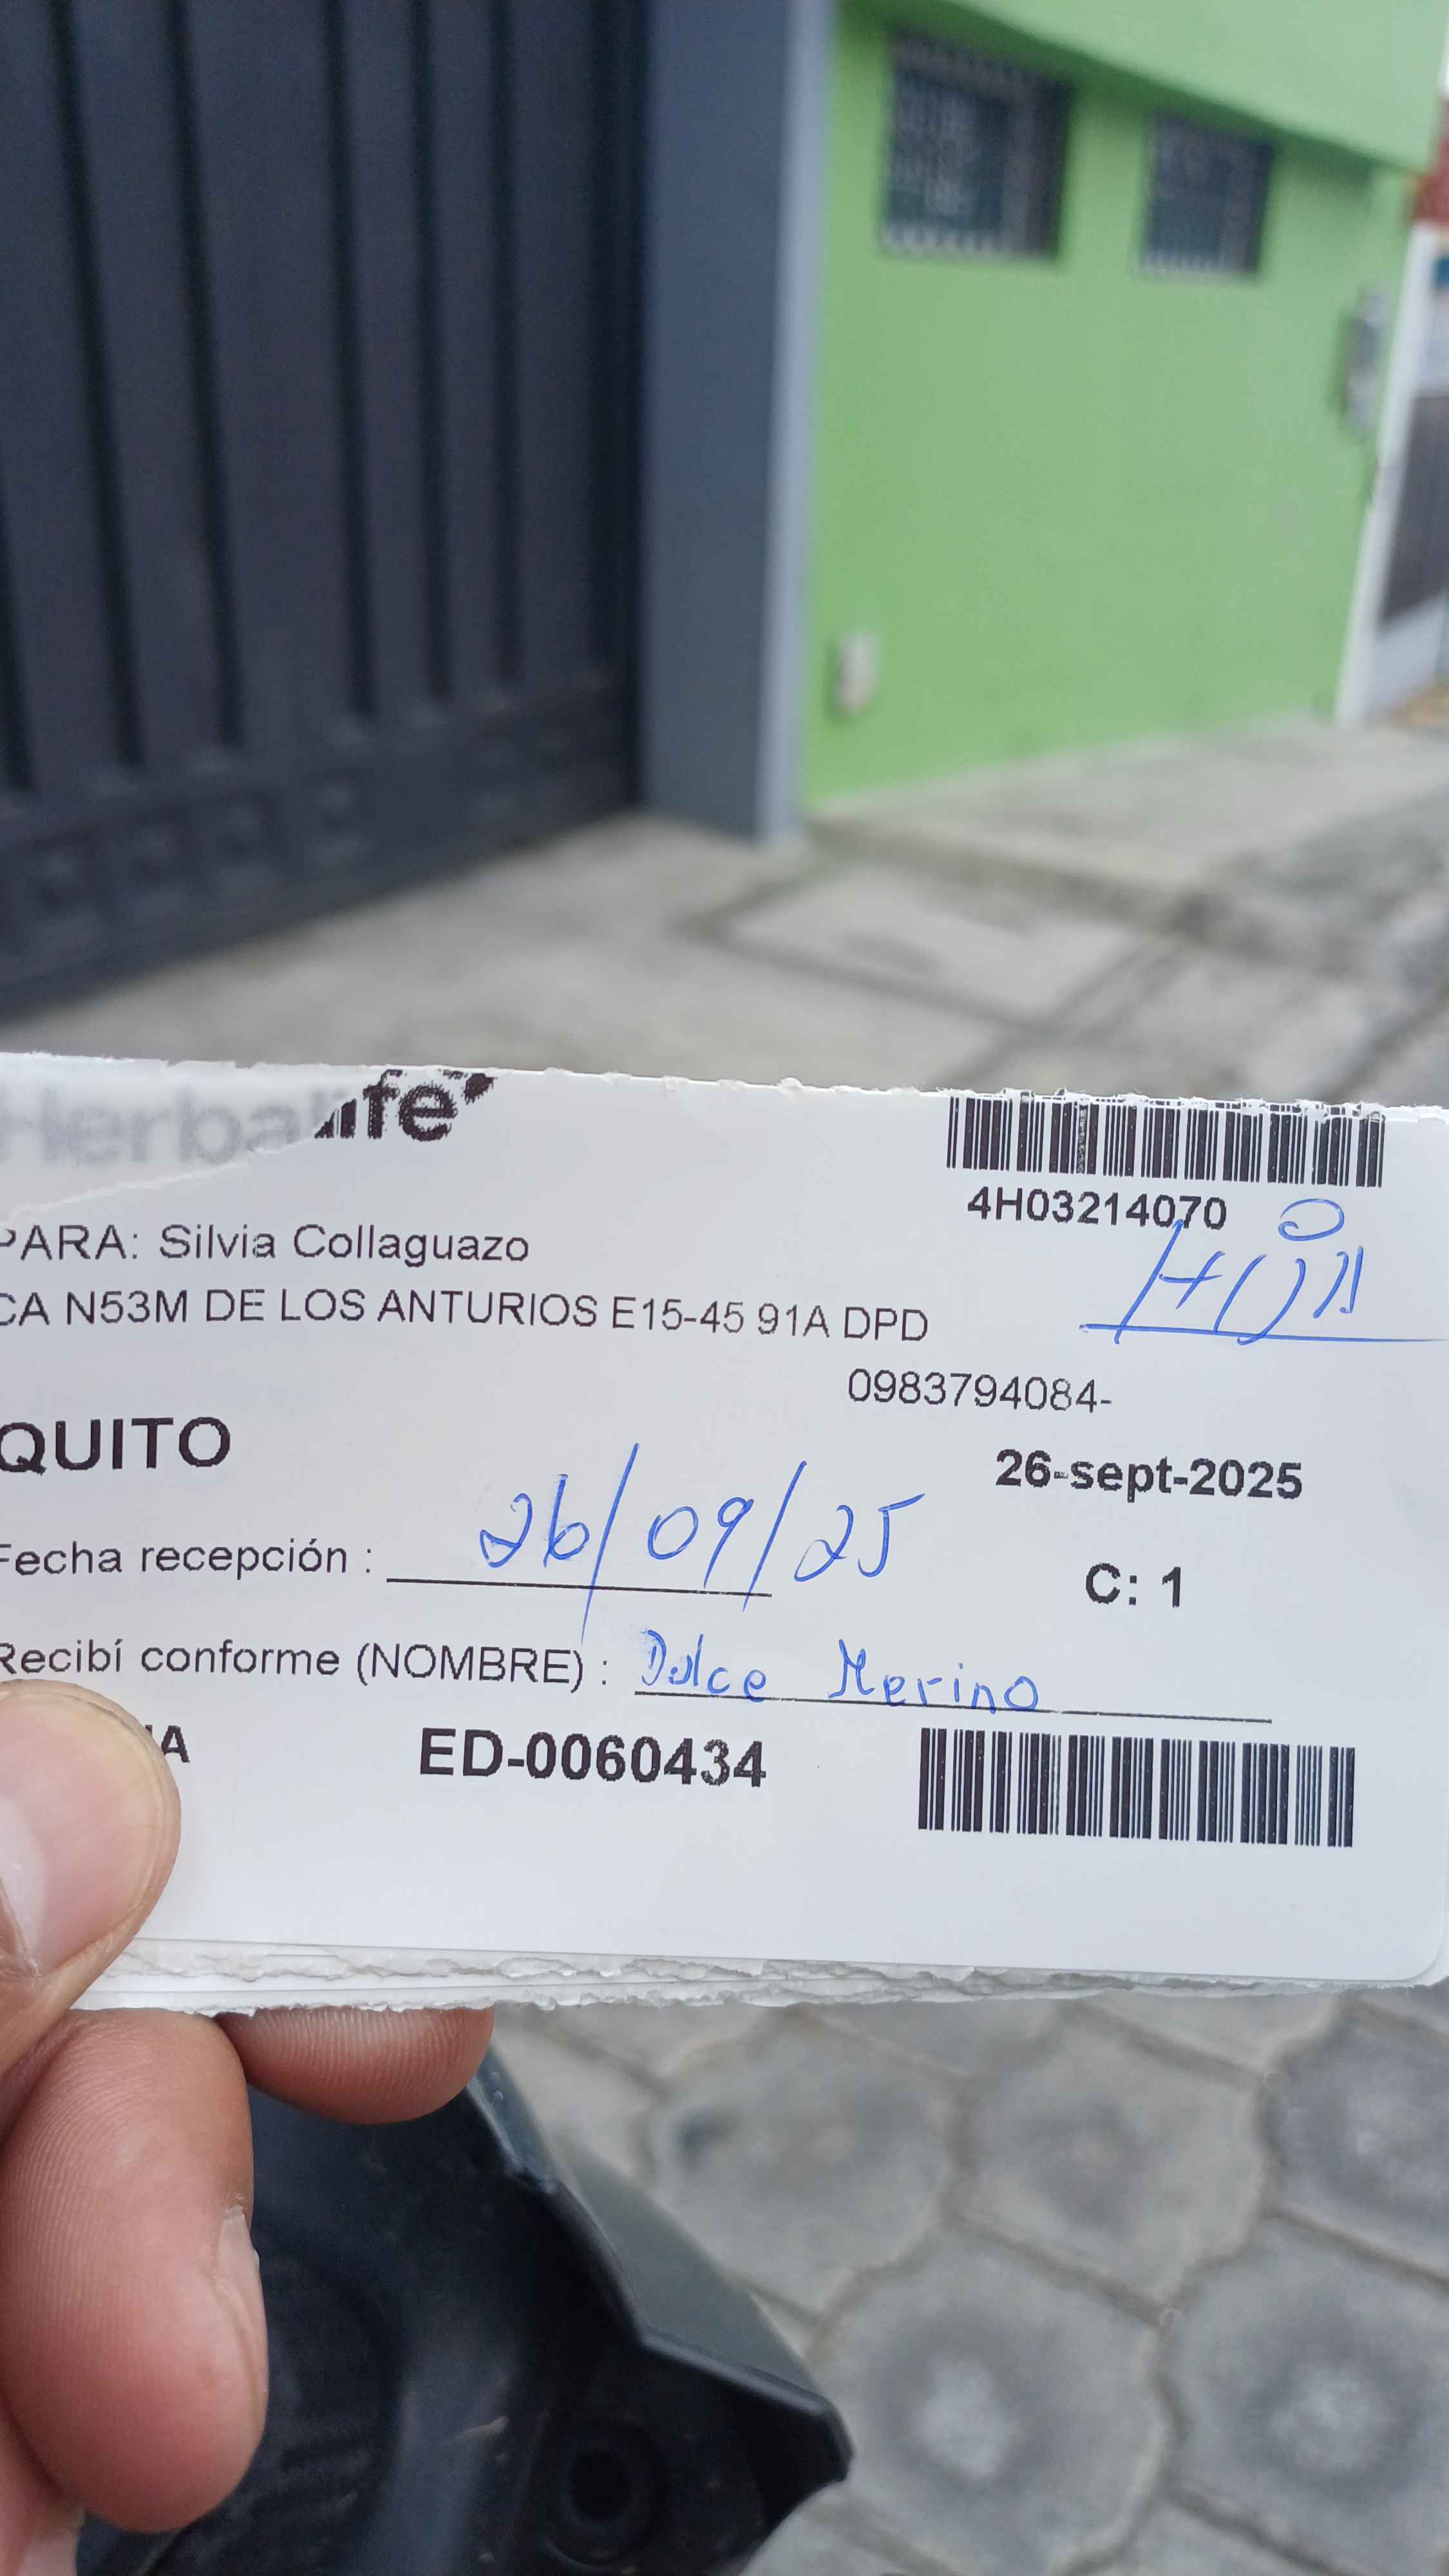 Herbalife
4H03214070
PARA: Silvia Collaguazo
CA N53M DE LOS ANTURIOS E15-45 91A DPD
0983794084-
QUITO
26-sept-2025
Fecha recepción : 26/09/25
C: 1
Recibí conforme (NOMBRE) : Dulce Merino
ED-0060434